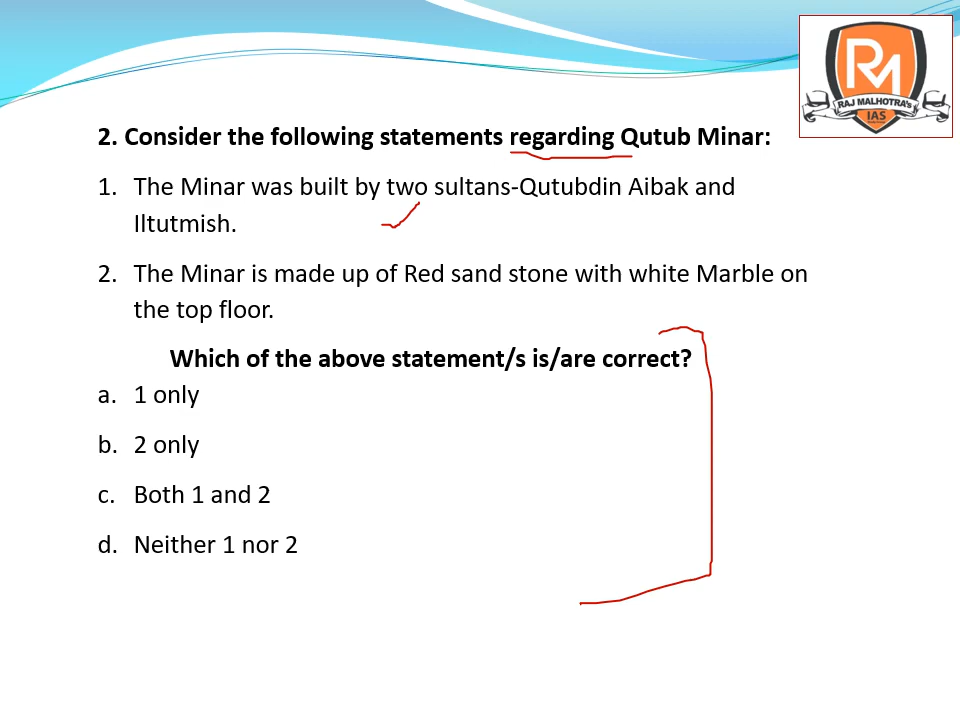 RM
RAJ MALHOTRA's
IAS
2. Consider the following statements regarding Qutub Minar:
1. The Minar was built by two sultans-Qutubdin Aibak and
Iltutmish.
2. The Minar is made up of Red sand stone with white Marble on
the top floor.
Which of the above statement/s is/are correct?
a. 1 only
b. 2 only
c. Both 1 and 2
d. Neither 1 nor 2